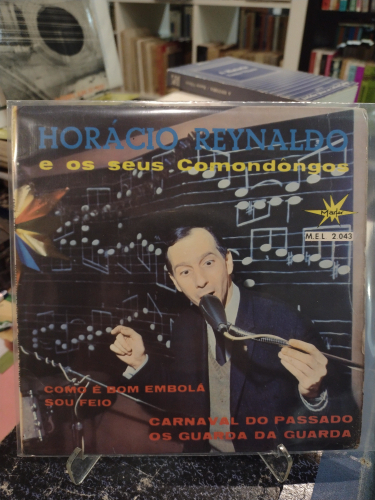 HORÁCIO REYNALDO
e os seus Comondongos
Marfer
M.E.L 2 043
COMO É BOM EMBOLÁ
SOU FEIO
CARNAVAL DO PASSADO
OS GUARDA DA GUARDA